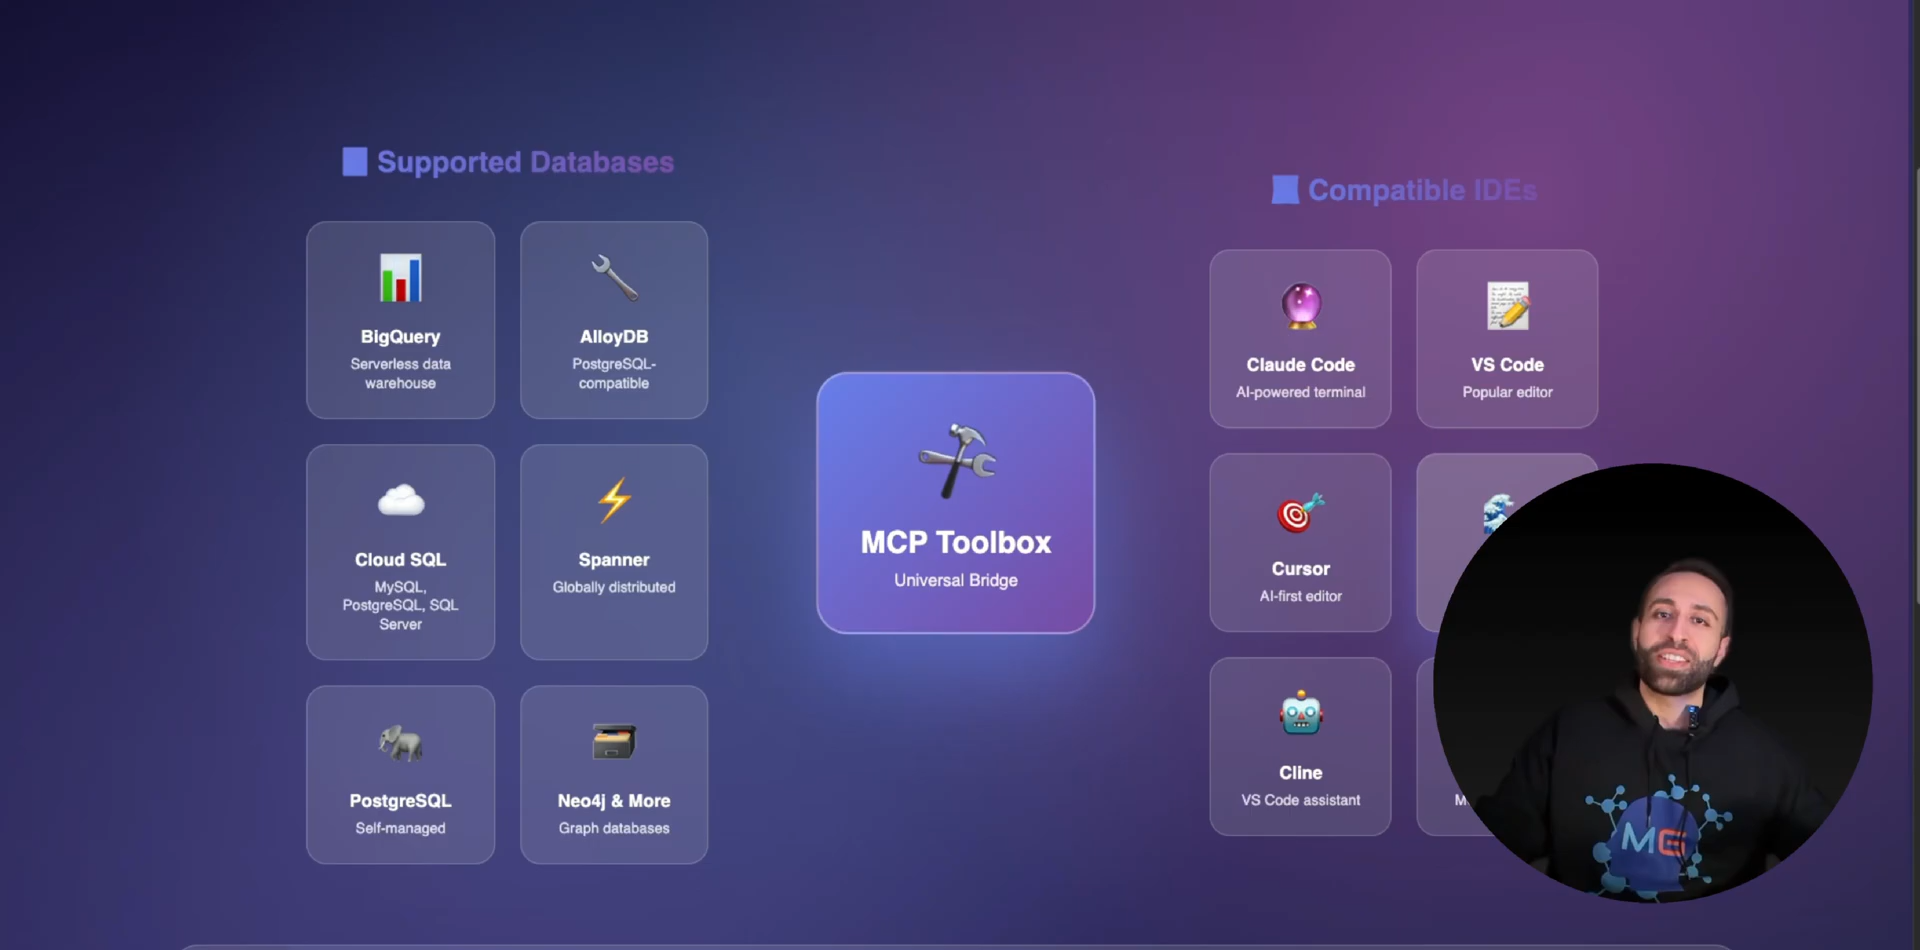 Supported Databases
BigQuery
Serverless data
warehouse
AlloyDB
PostgreSQL-
compatible
Cloud SQL
MySQL,
PostgreSQL, SQL
Server
Spanner
Globally distributed
PostgreSQL
Self-managed
Neo4j & More
Graph databases
MCP Toolbox
Universal Bridge
Compatible IDEs
Claude Code
AI-powered terminal
VS Code
Popular editor
Cursor
AI-first editor
Cline
VS Code assistant
MG